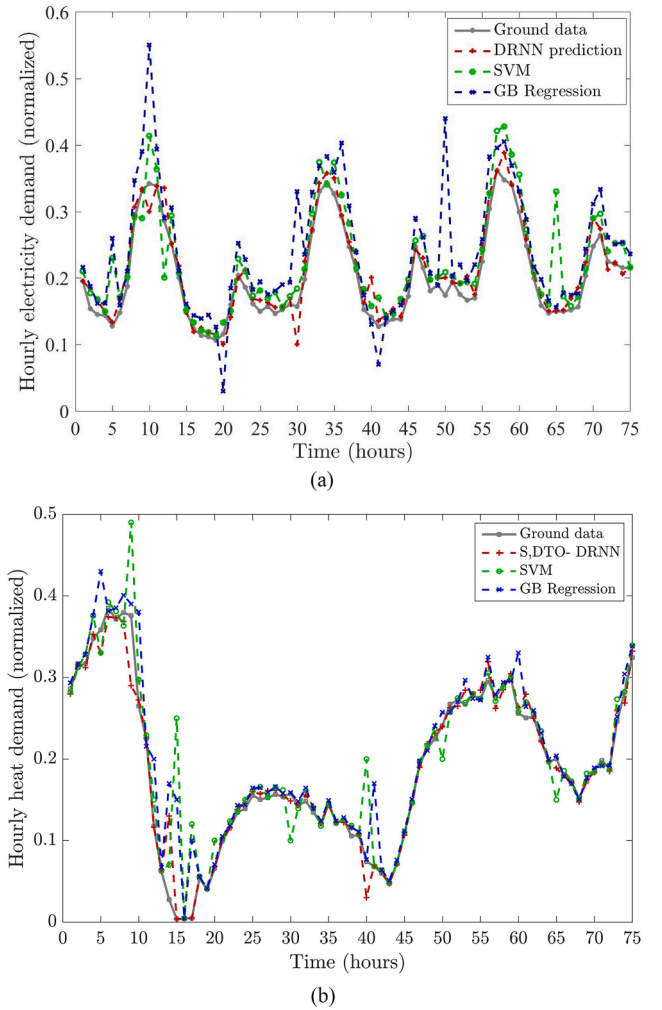 0.6
0.5
0.4
0.3
0.2
0.1
0
Hourly electricity demand (normalized)
Ground data
DRNN prediction
SVM
GB Regression
0 5 10 15 20 25 30 35 40 45 50 55 60 65 70 75
Time (hours)
(a)
0.5
0.4
0.3
0.2
0.1
0
Hourly heat demand (normalized)
Ground data
S,DTO- DRNN
SVM
GB Regression
0 5 10 15 20 25 30 35 40 45 50 55 60 65 70 75
Time (hours)
(b)